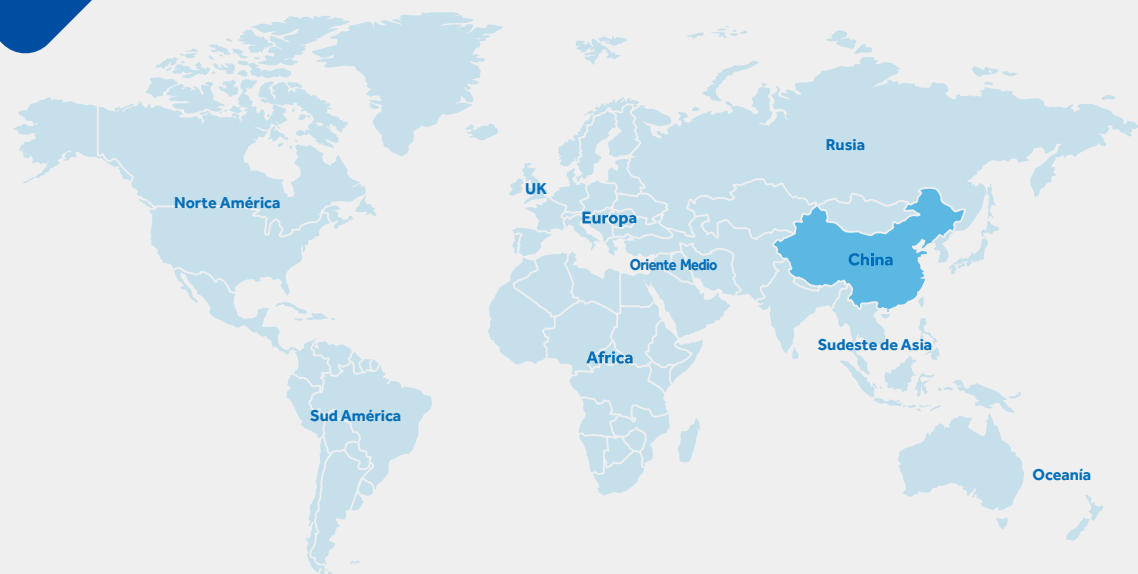 Rusia
UK
Norte América
Europa
China
Oriente Medio
Sudeste de Asia
Africa
Sud América
Oceanía